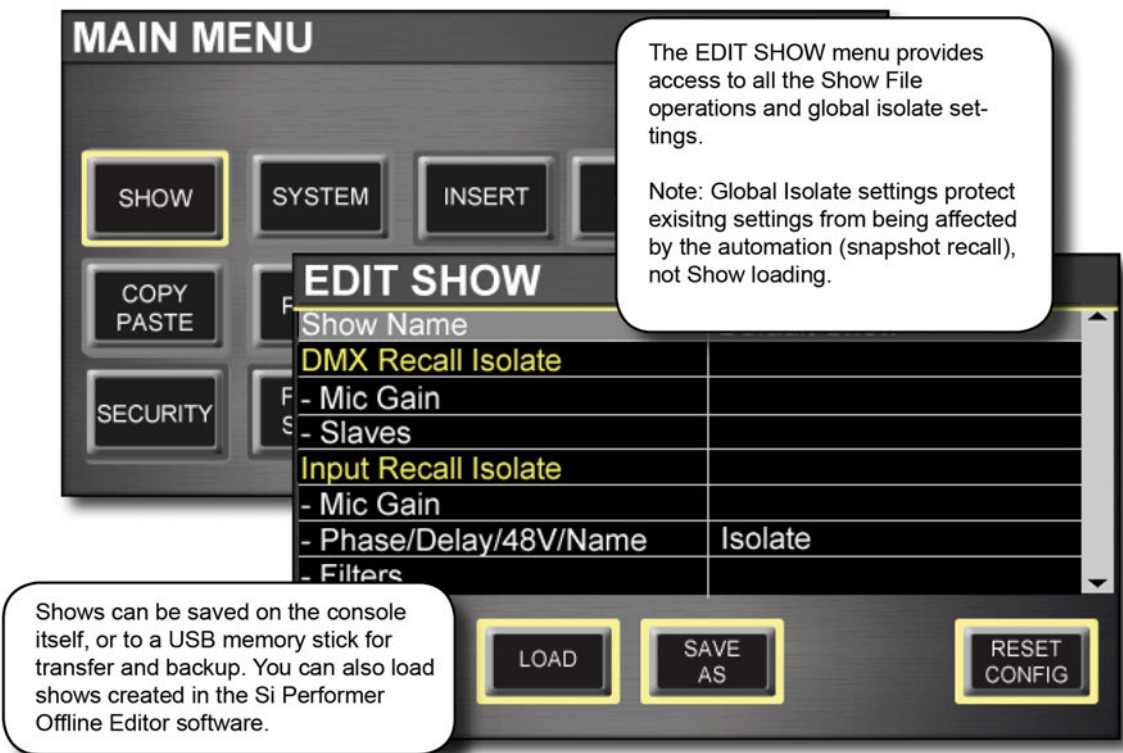 MAIN MENU
The EDIT SHOW menu provides
access to all the Show File
operations and global isolate set-
tings.
Note: Global Isolate settings protect
exisitng settings from being affected
by the automation (snapshot recall),
not Show loading.
SHOW
SYSTEM
INSERT
COPY
PASTE
SECURITY
EDIT SHOW
Show Name
DMX Recall Isolate
- Mic Gain
- Slaves
Input Recall Isolate
- Mic Gain
- Phase/Delay/48V/Name Isolate
- Filters
LOAD
SAVE
AS
RESET
CONFIG
Shows can be saved on the console
itself, or to a USB memory stick for
transfer and backup. You can also load
shows created in the Si Performer
Offline Editor software.